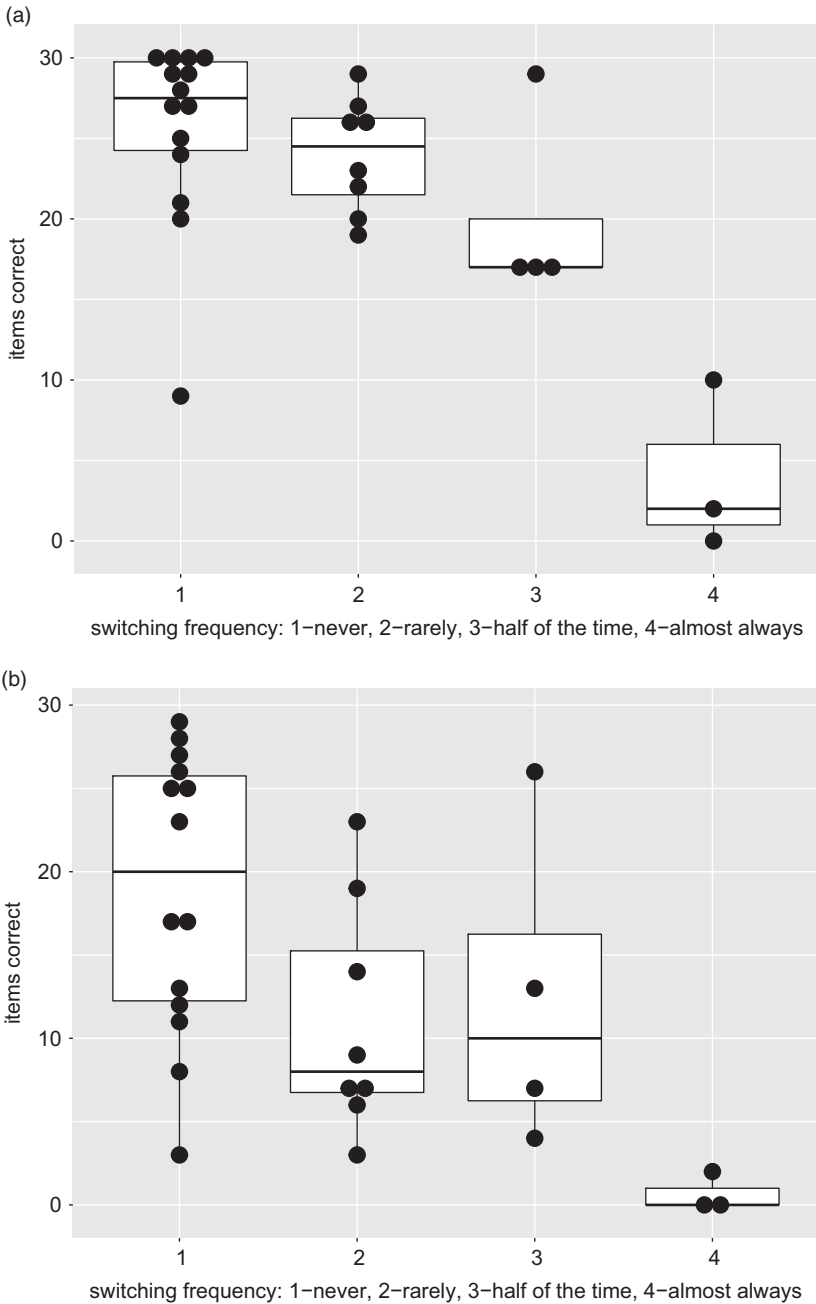 (a)
30
20
10
0
items correct
1 2 3 4
switching frequency: 1−never, 2−rarely, 3−half of the time, 4−almost always
(b)
30
20
10
0
items correct
1 2 3 4
switching frequency: 1−never, 2−rarely, 3−half of the time, 4−almost always